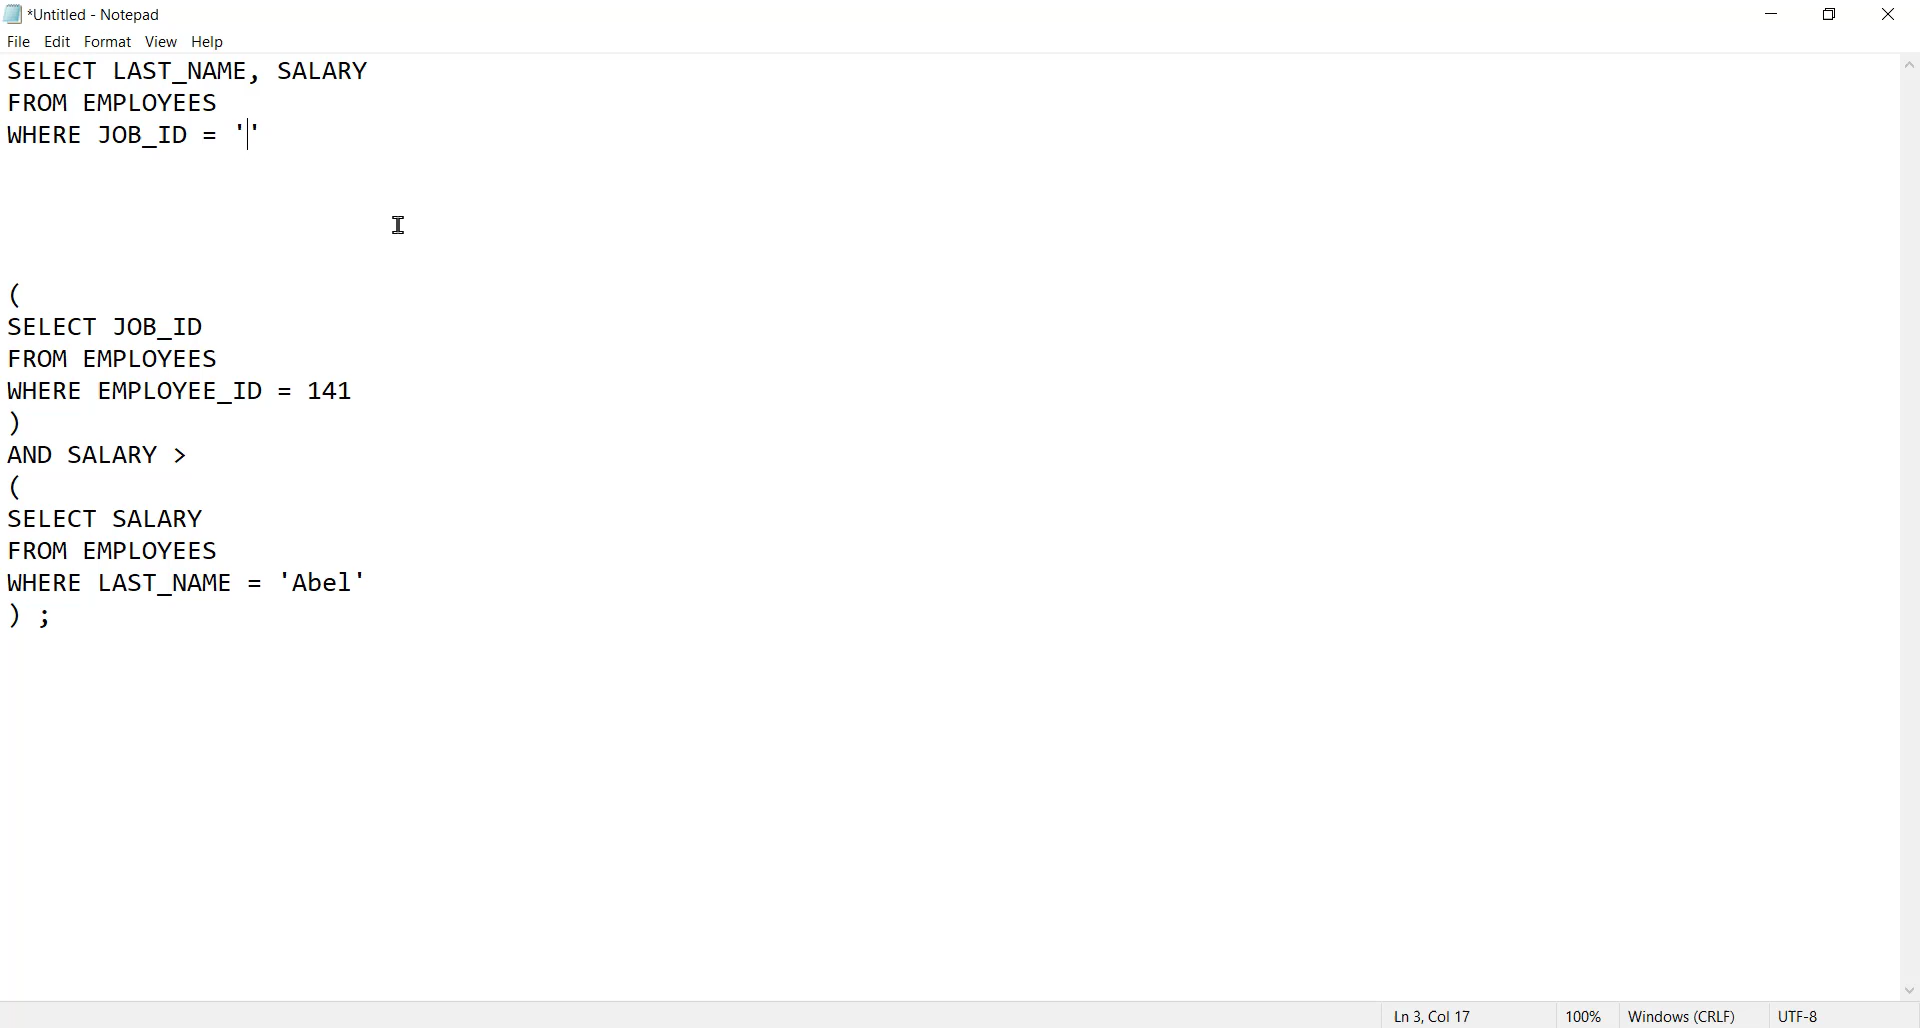 *Untitled - Notepad
File Edit Format View Help
SELECT LAST_NAME, SALARY
FROM EMPLOYEES
WHERE JOB_ID = ''
(
SELECT JOB_ID
FROM EMPLOYEES
WHERE EMPLOYEE_ID = 141
)
AND SALARY >
(
SELECT SALARY
FROM EMPLOYEES
WHERE LAST_NAME = 'Abel'
) ;
Ln 3, Col 17 100% Windows (CRLF) UTF-8